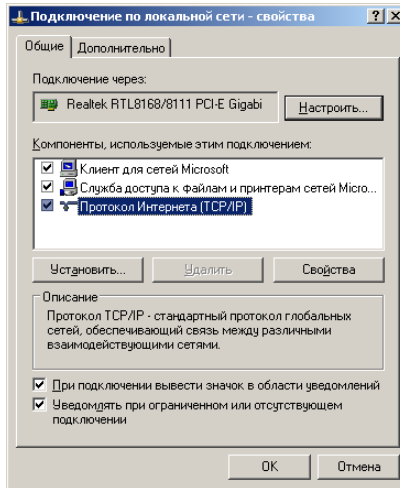 Подключение по локальной сети - свойства
Общие
Дополнительно
Подключение через:
Realtek RTL8168/8111 PCI-E Gigabi
Настроить...
Компоненты, используемые этим подключением:
Клиент для сетей Microsoft
Служба доступа к файлам и принтерам сетей Micro...
Протокол Интернета (TCP/IP)
Установить...
Удалить
Свойства
Описание
Протокол TCP/IP - стандартный протокол глобальных
сетей, обеспечивающий связь между различными
взаимодействующими сетями.
При подключении вывести значок в области уведомлений
Уведомлять при ограниченном или отсутствующем
подключении
OK
Отмена